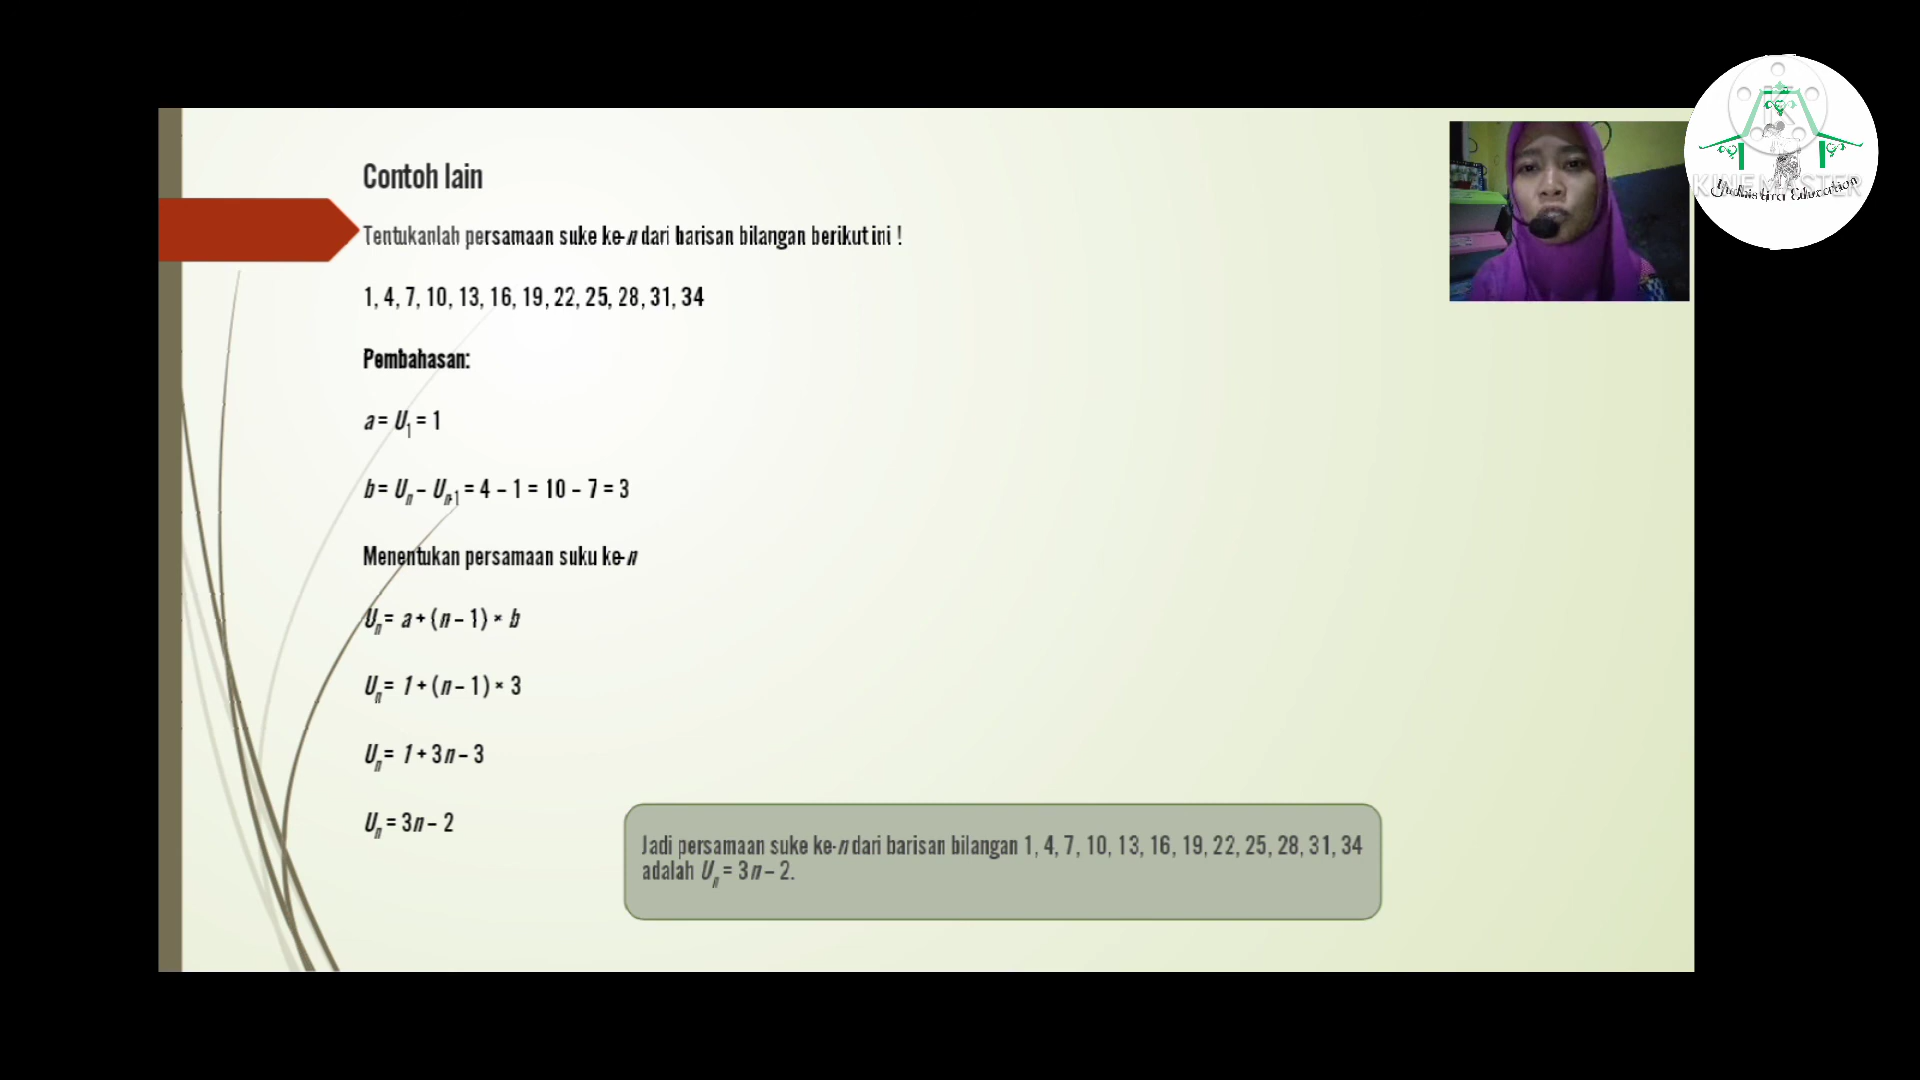 Contoh lain
Tentukanlah persamaan suke ke-n dari barisan bilangan berikut ini !
1, 4, 7, 10, 13, 16, 19, 22, 25, 28, 31, 34
Pembahasan:
a = U1 = 1
b = Un – Un-1 = 4 – 1 = 10 – 7 = 3
Menentukan persamaan suku ke-n
Un = a + (n – 1) × b
Un = 1 + (n – 1) × 3
Un = 1 + 3n – 3
Un = 3n – 2
Jadi persamaan suke ke-n dari barisan bilangan 1, 4, 7, 10, 13, 16, 19, 22, 25, 28, 31, 34
adalah Un = 3n – 2.
KINEMASTER
Education